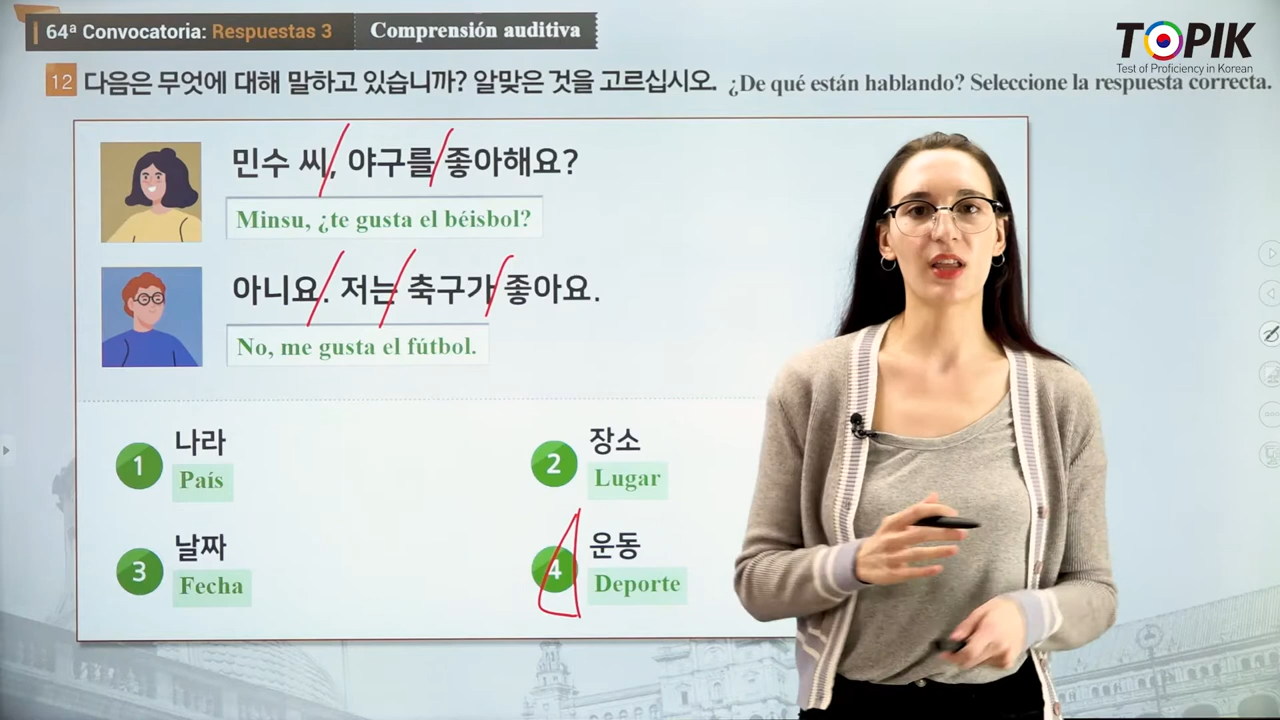 64ª Convocatoria: Respuestas 3 Comprensión auditiva
TOPIK
Test of Proficiency in Korean
12 다음은 무엇에 대해 말하고 있습니까? 알맞은 것을 고르십시오. ¿De qué están hablando? Seleccione la respuesta correcta.
민수 씨, 야구를 좋아해요?
Minsu, ¿te gusta el béisbol?
아니요. 저는 축구가 좋아요.
No, me gusta el fútbol.
1 나라
País
2 장소
Lugar
3 날짜
Fecha
4 운동
Deporte